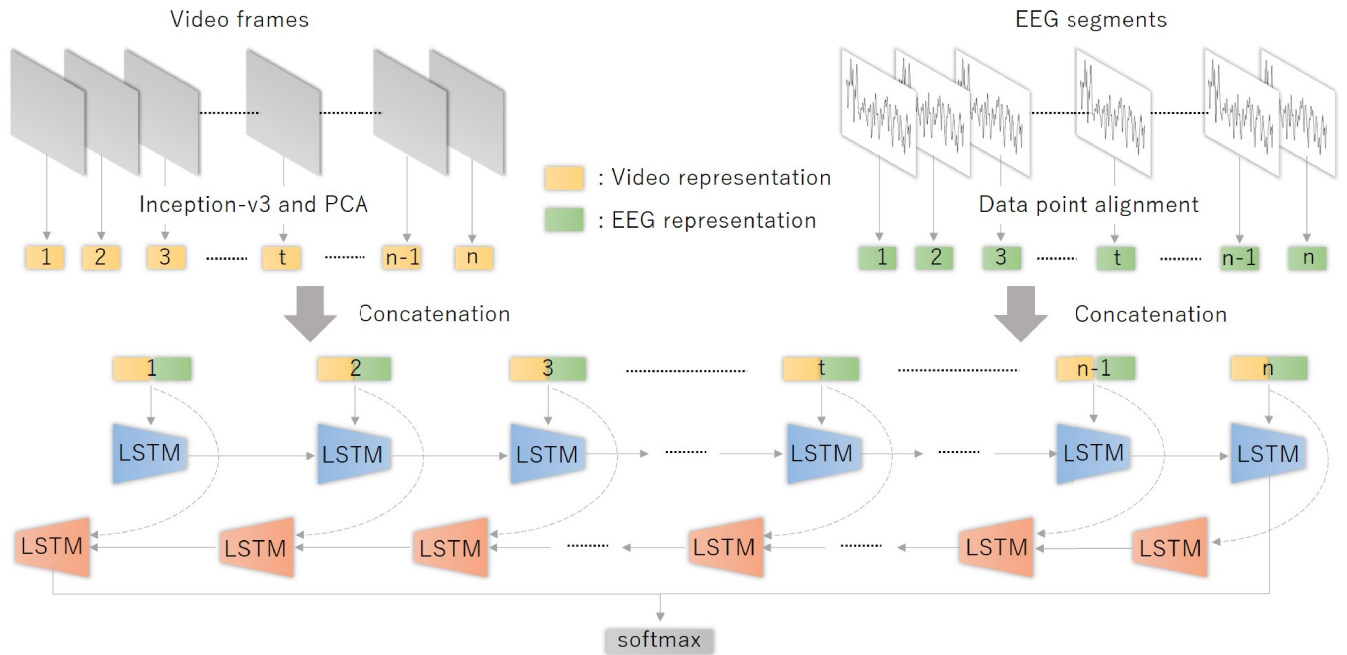 Video frames
EEG segments
: Video representation
: EEG representation
Inception-v3 and PCA
Data point alignment
1 2 3 ........ t ........ n-1 n
1 2 3 ........ t ........ n-1 n
Concatenation
Concatenation
1 2 3 t n-1 n
LSTM LSTM LSTM LSTM LSTM LSTM
LSTM LSTM LSTM LSTM LSTM LSTM
softmax